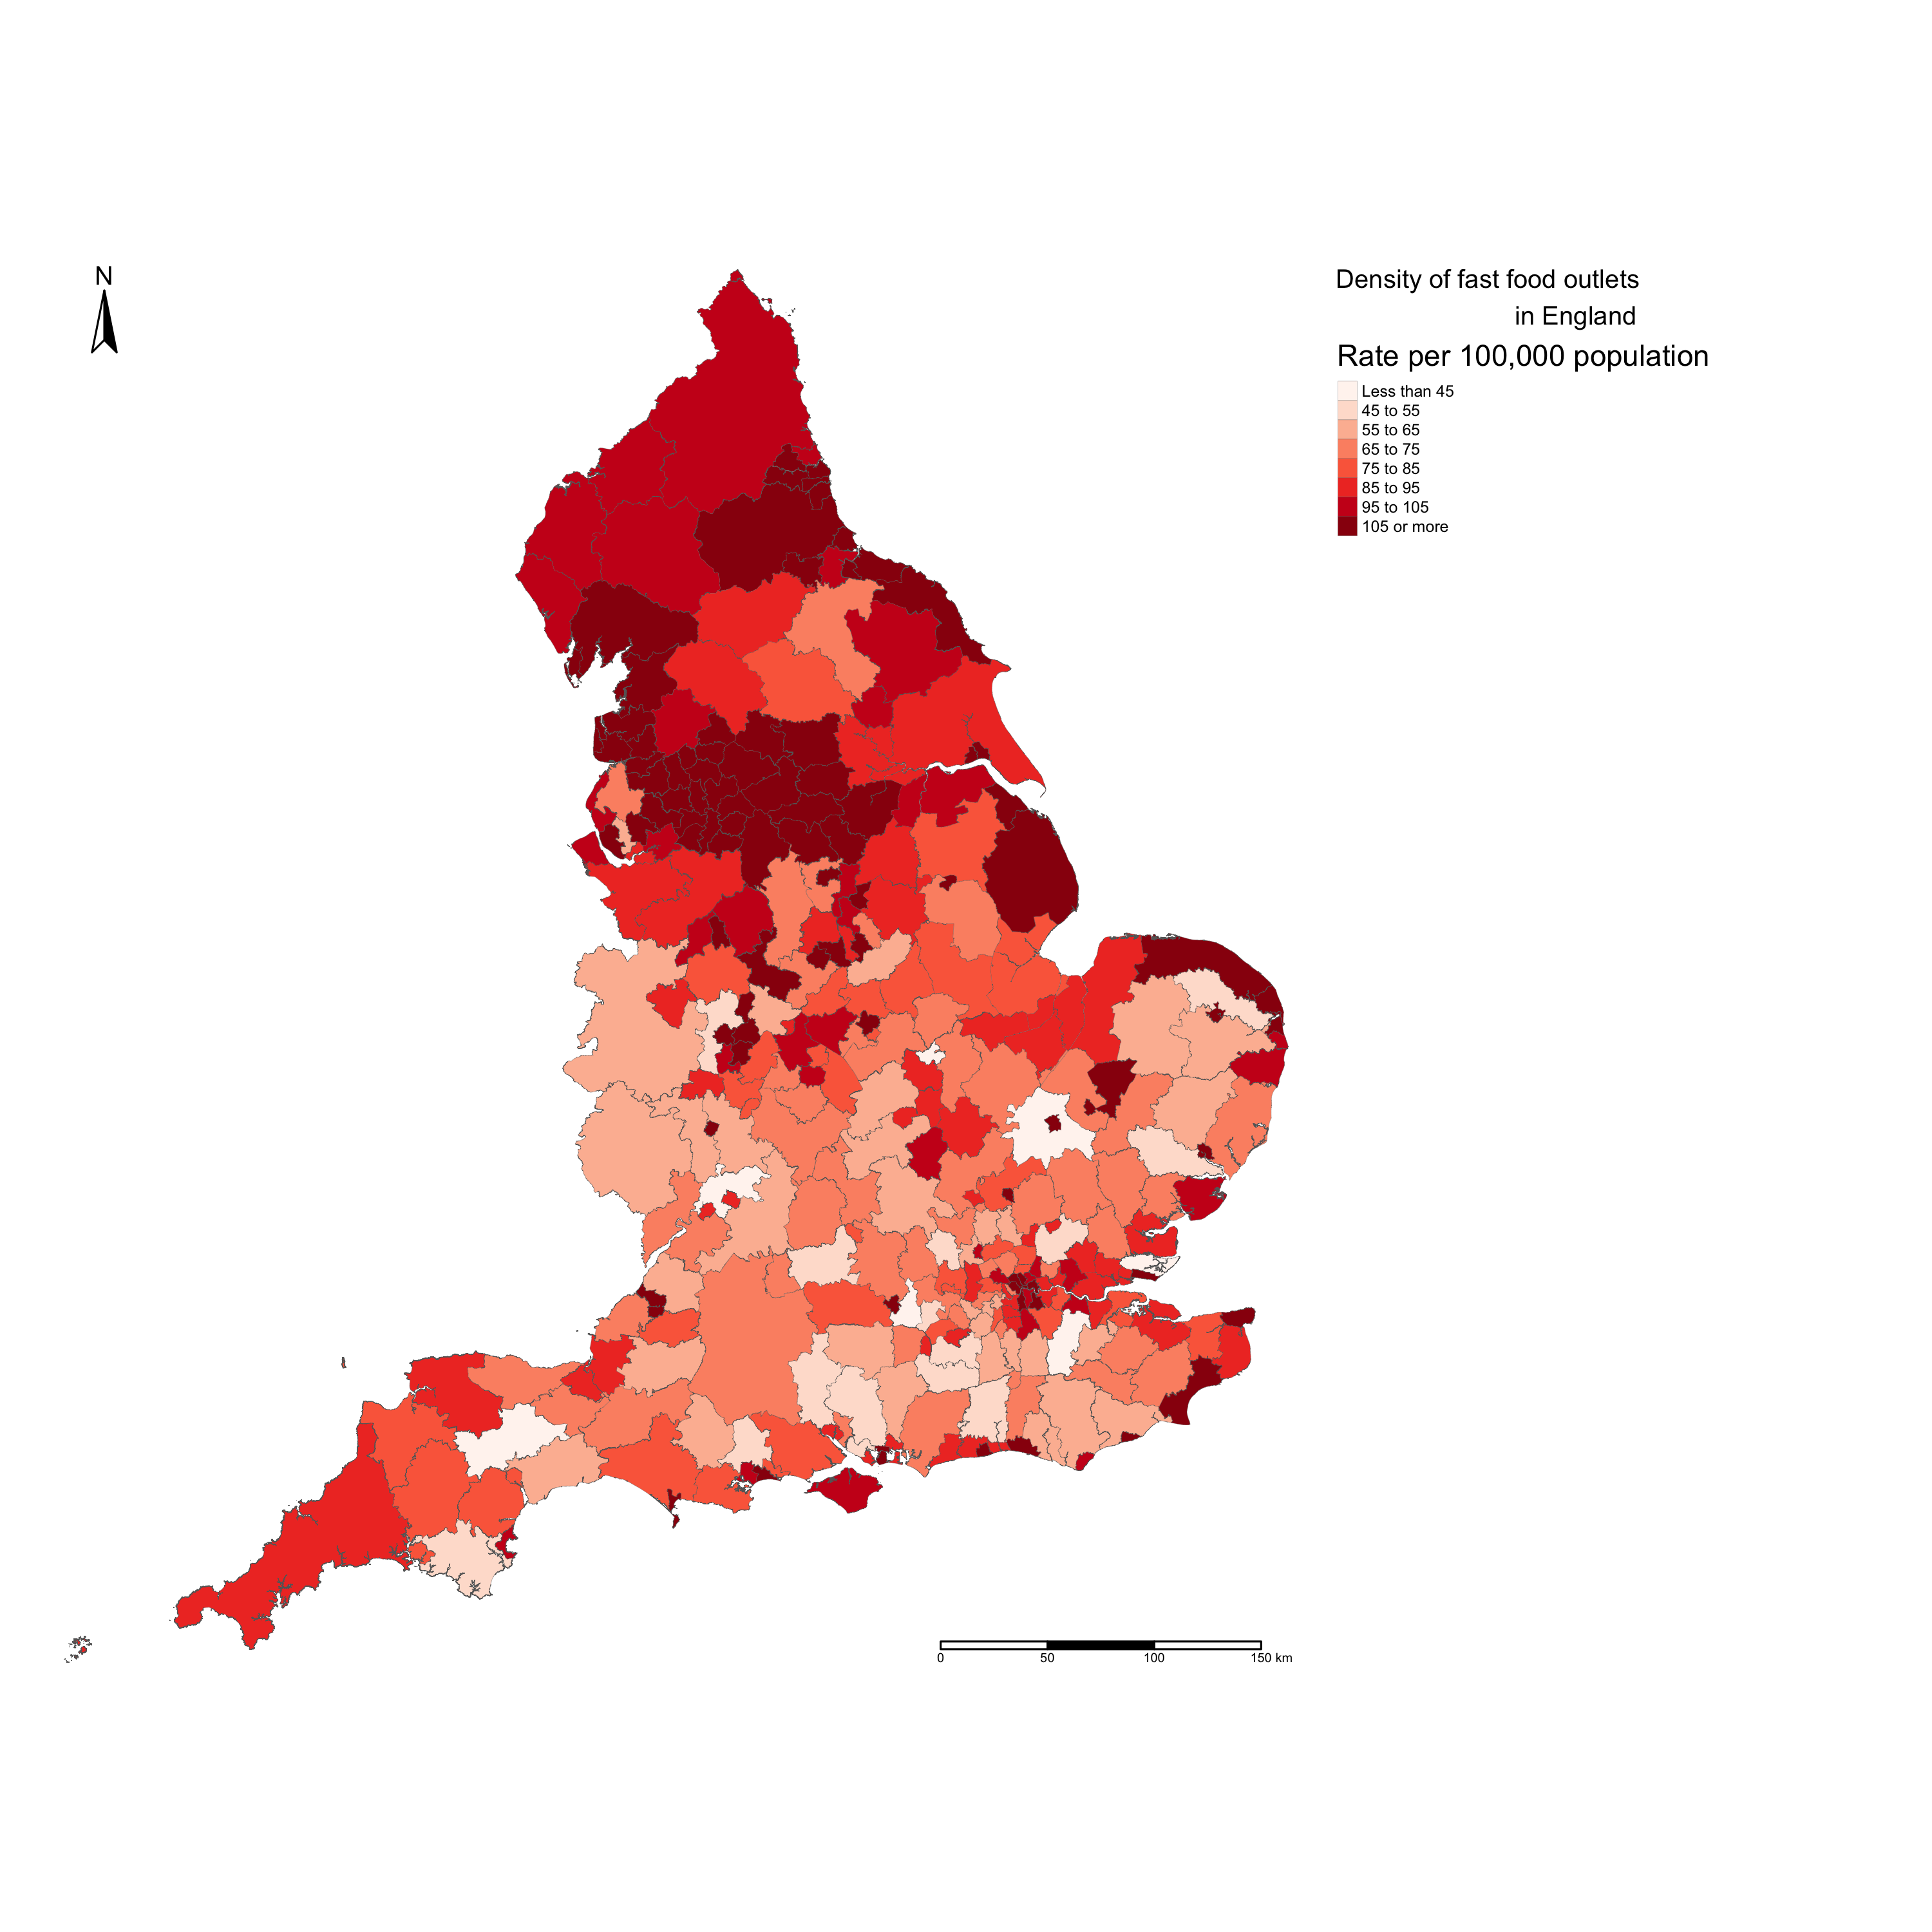 N
Density of fast food outlets
in England
Rate per 100,000 population
Less than 45
45 to 55
55 to 65
65 to 75
75 to 85
85 to 95
95 to 105
105 or more
0 50 100 150 km